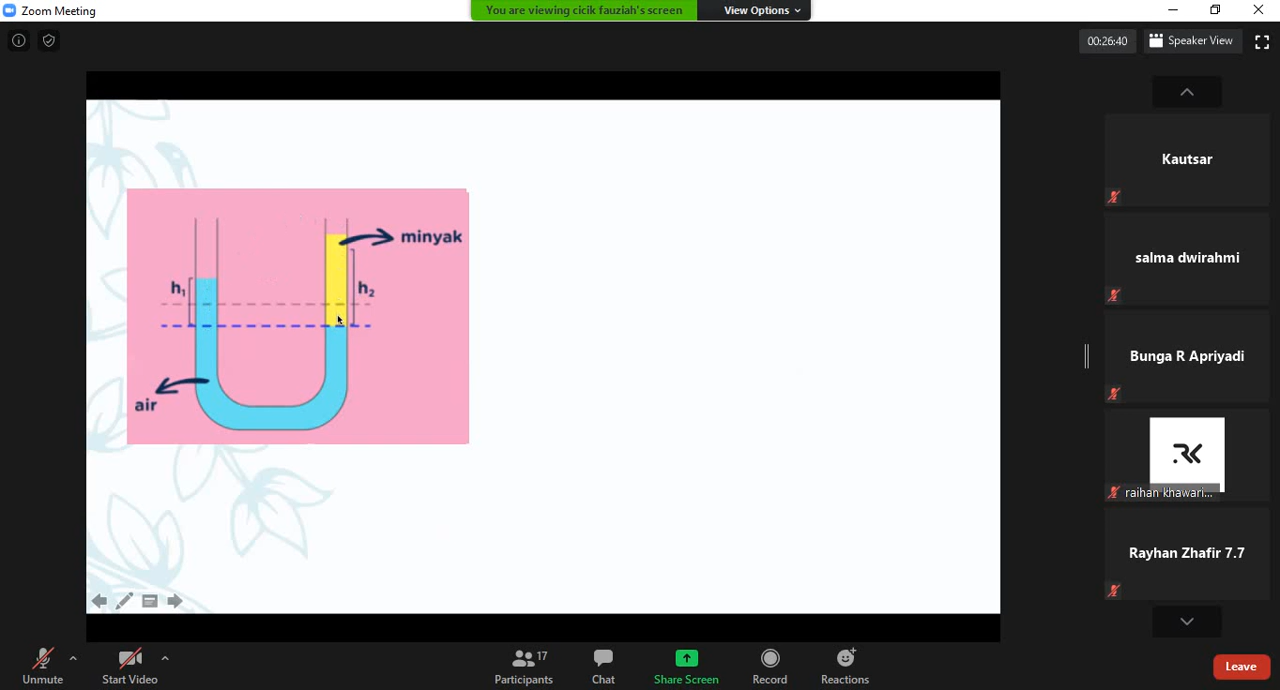 Zoom Meeting
You are viewing cicik fauziah's screen
View Options
00:26:40
Speaker View
Kautsar
salma dwirahmi
Bunga R Apriyadi
RK
raihan khawari...
Rayhan Zhafir 7.7
minyak
h₁
h₂
air
Unmute
Start Video
Participants
17
Chat
Share Screen
Record
Reactions
Leave